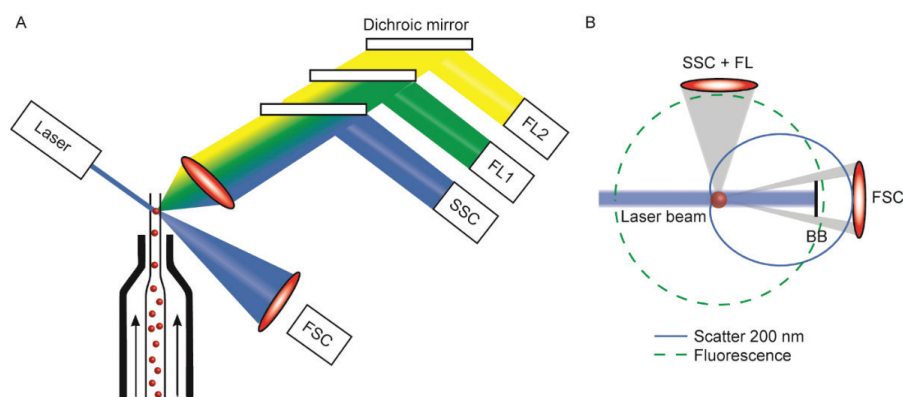 A
Dichroic mirror
Laser
FL2
FL1
SSC
FSC
B
SSC + FL
FSC
Laser beam
BB
Scatter 200 nm
Fluorescence